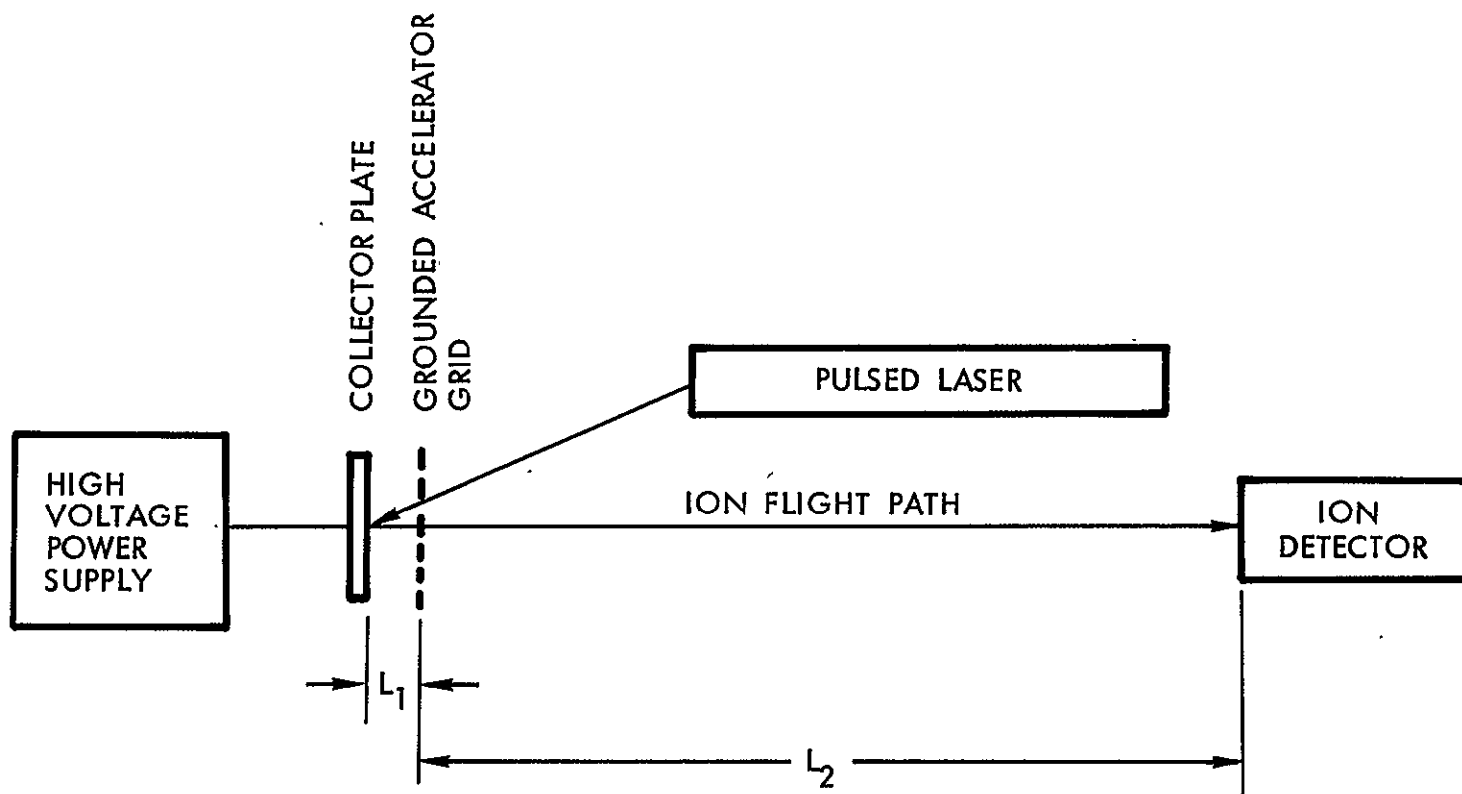 COLLECTOR PLATE
GROUNDED ACCELERATOR
GRID
PULSED LASER
HIGH
VOLTAGE
POWER
SUPPLY
ION FLIGHT PATH
ION
DETECTOR
L1
L2